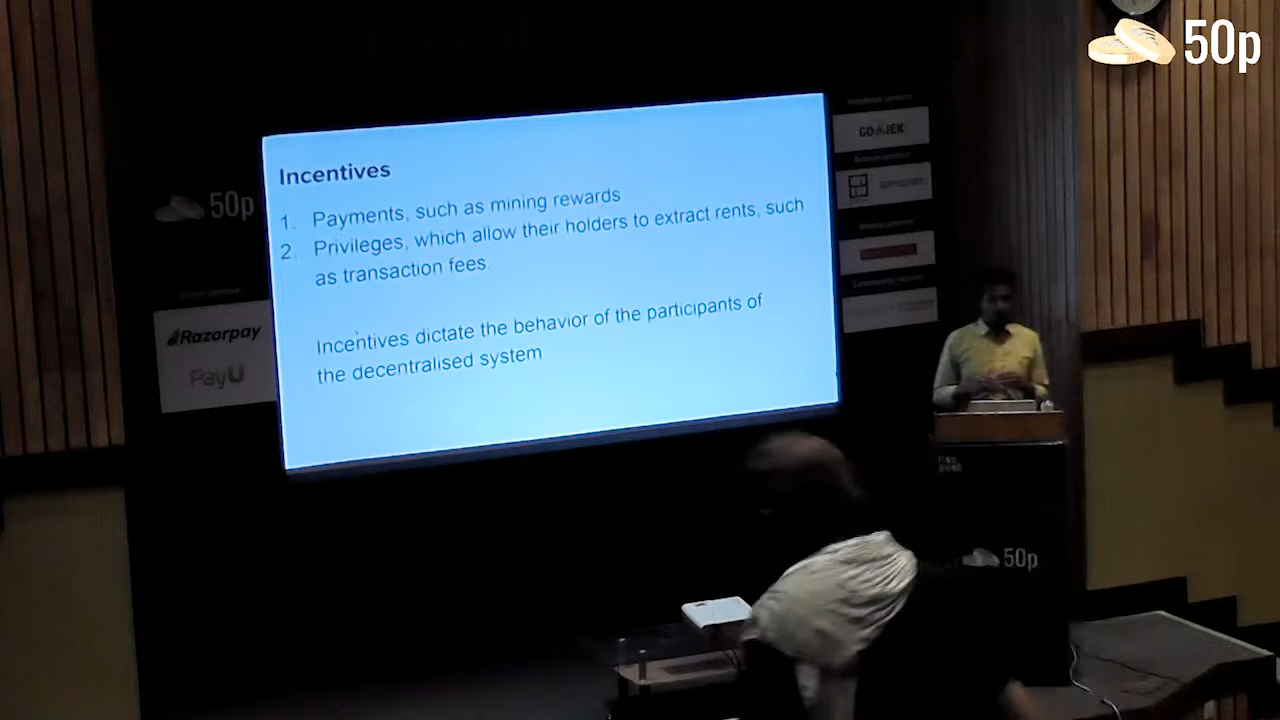 50p
Incentives
1. Payments, such as mining rewards
2. Privileges, which allow their holders to extract rents, such
as transaction fees.
Incentives dictate the behavior of the participants of
the decentralised system
50p
Razorpay
PayU
GOJEK
50p